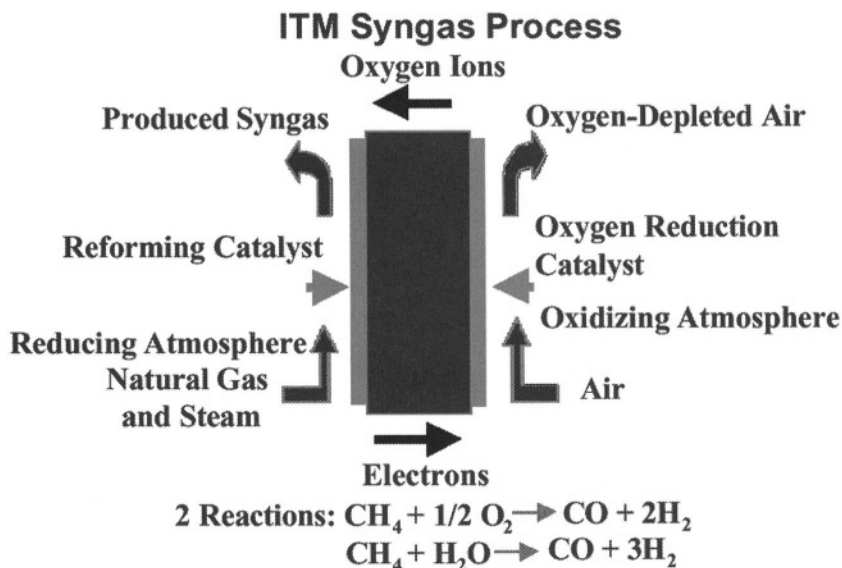 ITM Syngas Process
Oxygen Ions
Produced Syngas
Oxygen-Depleted Air
Reforming Catalyst
Oxygen Reduction
Catalyst
Oxidizing Atmosphere
Reducing Atmosphere
Natural Gas
and Steam
Air
Electrons
2 Reactions: CH₄ + 1/2 O₂ → CO + 2H₂
CH₄ + H₂O → CO + 3H₂